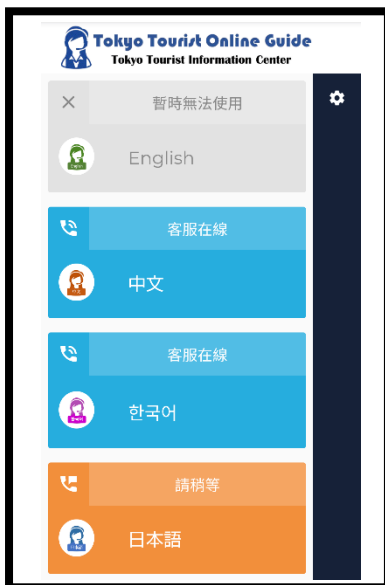 Tokyo Tourist Online Guide
Tokyo Tourist Information Center
暫時無法使用
English
客服在線
中文
客服在線
한국어
請稍等
日本語